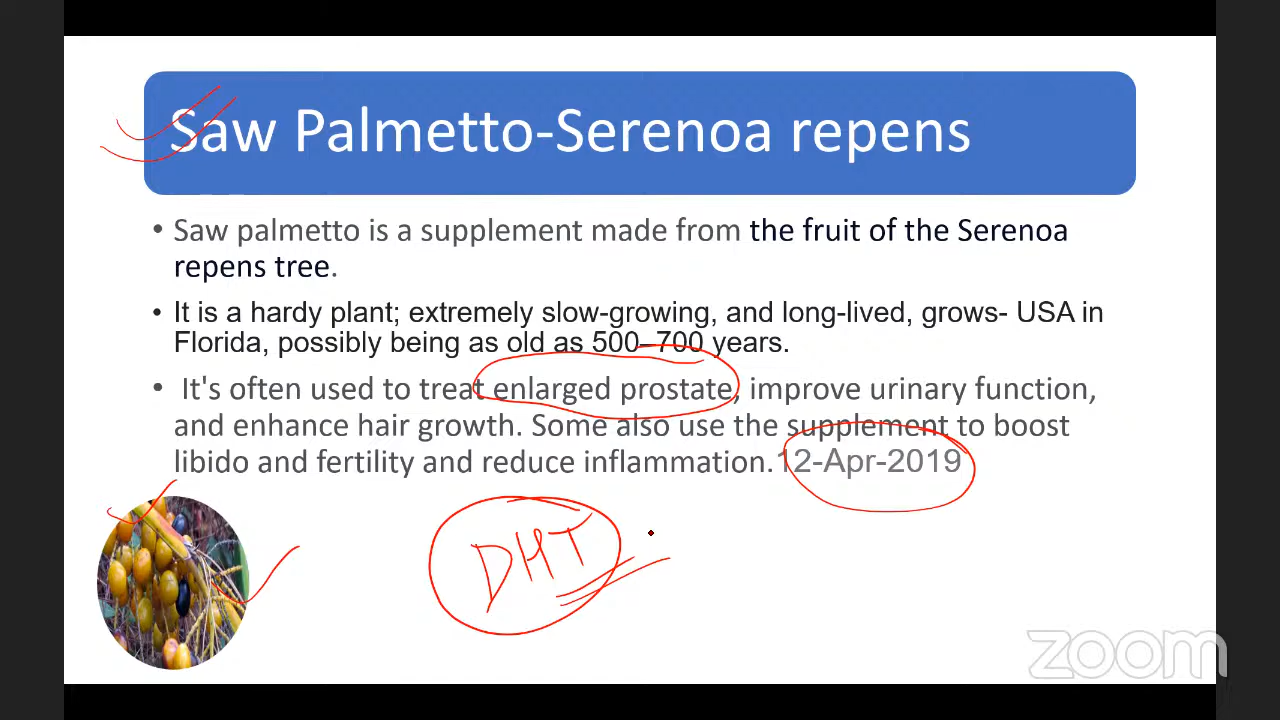 Saw Palmetto-Serenoa repens
• Saw palmetto is a supplement made from the fruit of the Serenoa
repens tree.
• It is a hardy plant; extremely slow-growing, and long-lived, grows- USA in
Florida, possibly being as old as 500–700 years.
• It's often used to treat enlarged prostate, improve urinary function,
and enhance hair growth. Some also use the supplement to boost
libido and fertility and reduce inflammation. 12-Apr-2019
DHT
zoom